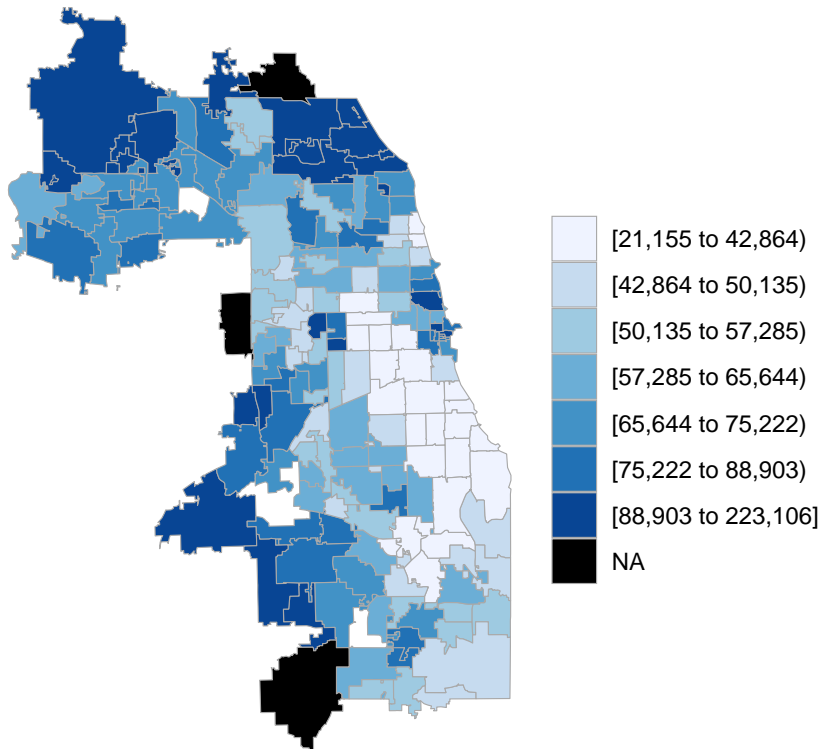 [21,155 to 42,864)
[42,864 to 50,135)
[50,135 to 57,285)
[57,285 to 65,644)
[65,644 to 75,222)
[75,222 to 88,903)
[88,903 to 223,106]
NA